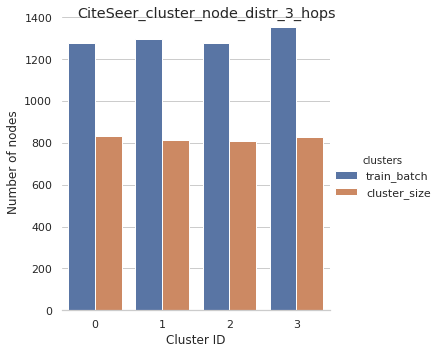 CiteSeer_cluster_node_distr_3_hops
1400
1200
1000
800
600
400
200
0
Number of nodes
0 1 2 3
Cluster ID
clusters
train_batch
cluster_size